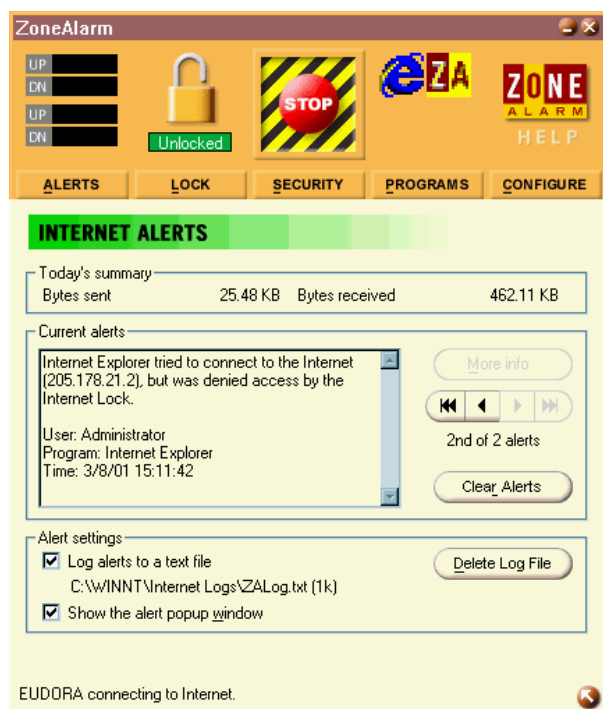 ZoneAlarm
UP
DN
UP
DN
Unlocked
STOP
ZA
ZONE
ALARM
HELP
ALERTS LOCK SECURITY PROGRAMS CONFIGURE
INTERNET ALERTS
Today's summary
Bytes sent 25.48 KB Bytes received 462.11 KB
Current alerts
Internet Explorer tried to connect to the Internet
(205.178.21.2), but was denied access by the
Internet Lock.
User: Administrator
Program: Internet Explorer
Time: 3/8/01 15:11:42
More info
2nd of 2 alerts
Clear Alerts
Alert settings
Log alerts to a text file
C:\WINNT\Internet Logs\ZALog.txt (1k)
Show the alert popup window
Delete Log File
EUDORA connecting to Internet.